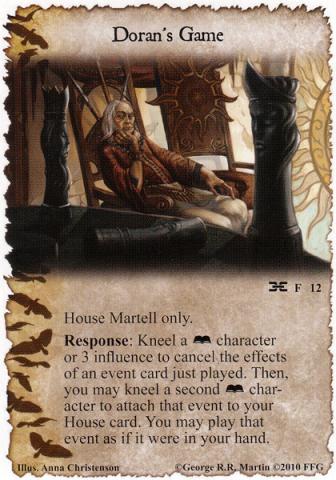 Doran's Game
F 12
House Martell only.
Response: Kneel a character
or 3 influence to cancel the effects
of an event card just played. Then,
you may kneel a second char-
acter to attach that event to your
House card. You may play that
event as if it were in your hand.
Illus. Anna Christenson ©George R.R. Martin ©2010 FFG